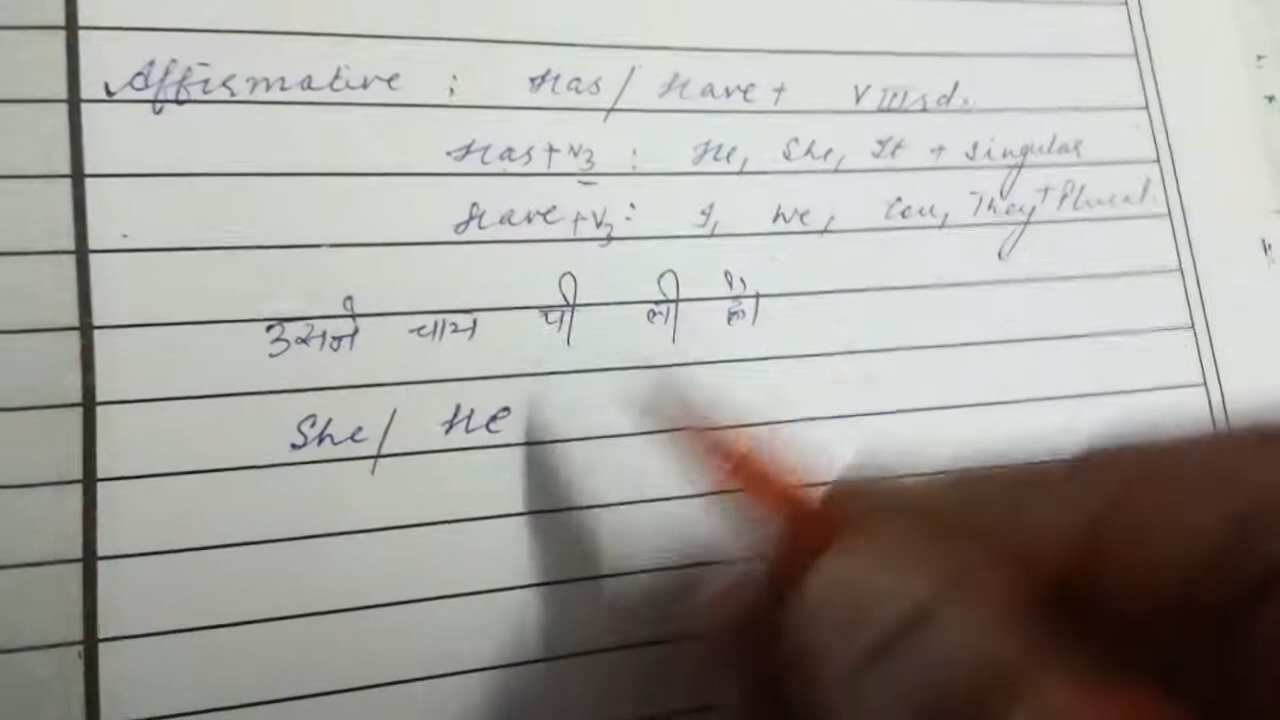 Affirmative : Has/ Have + V IIIrd.
Has + V3 : He, She, It + Singular
Have + V3 : I, We, You, They + Plural.
उसने चाय पी ली है।
She/ He